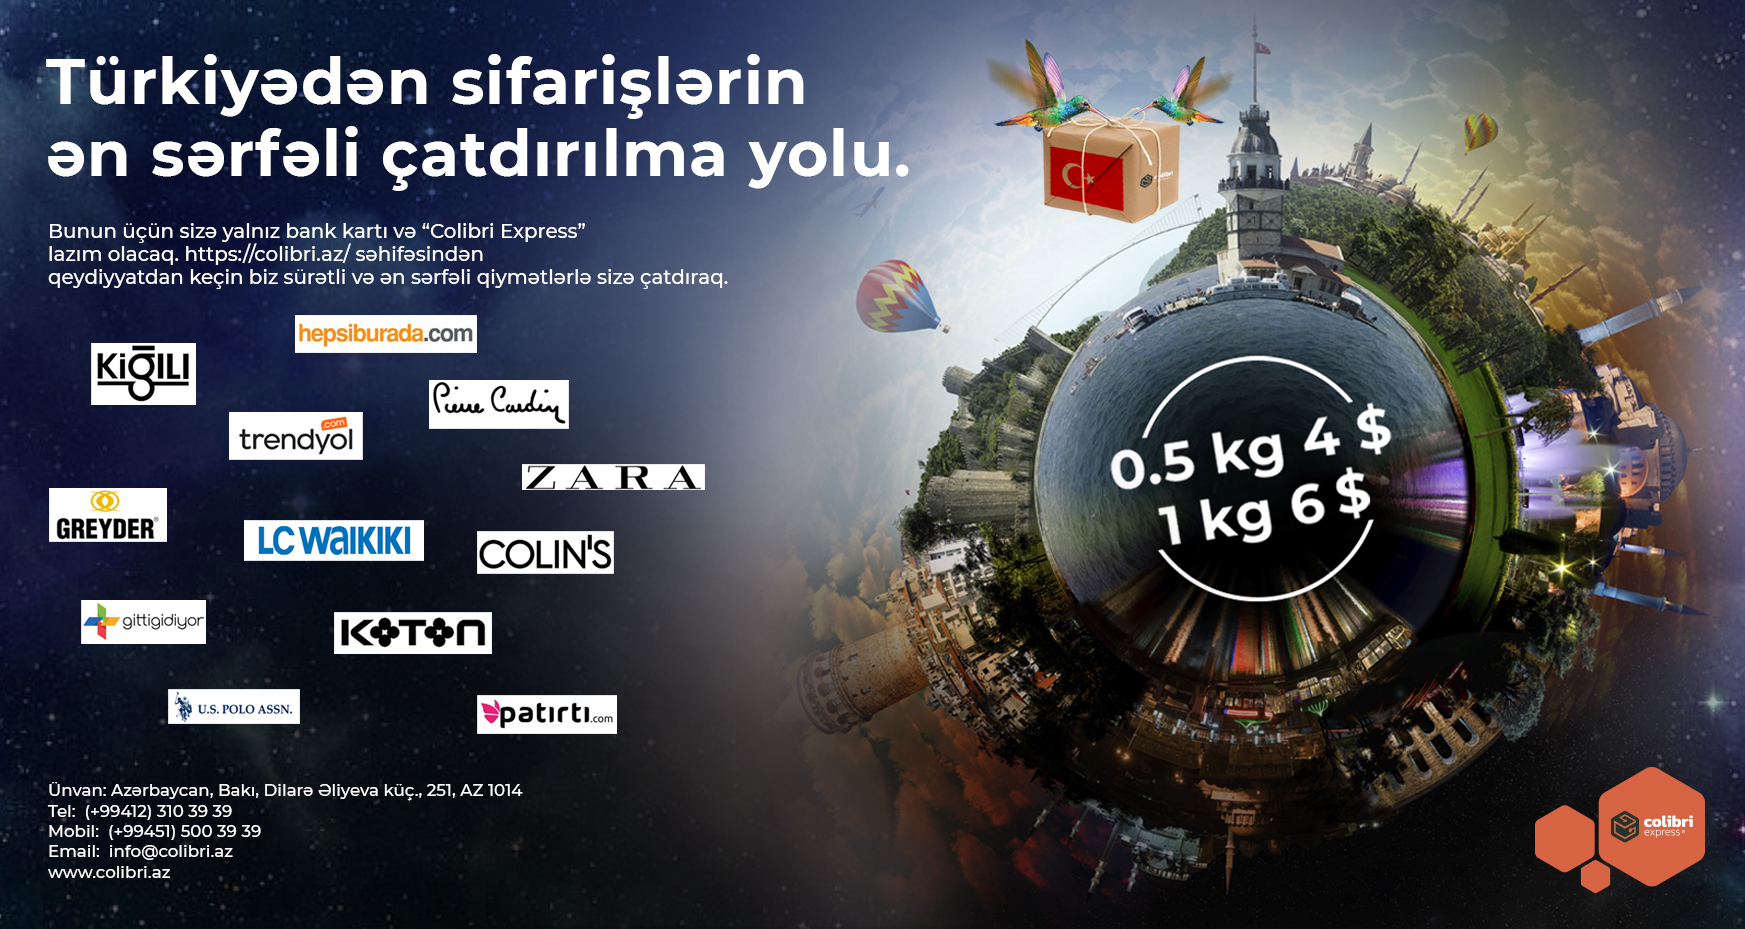 Türkiyədən sifarişlərin
ən sərfəli çatdırılma yolu.
Bunun üçün sizə yalnız bank kartı və “Colibri Express”
lazım olacaq. https://colibri.az/ səhifəsindən
qeydiyyatdan keçin biz sürətli və ən sərfəli qiymətlərlə sizə çatdıraq.
hepsiburada.com
KİĞILI
Pierre Cardin
trendyol.com
ZARA
GREYDER®
LC WAIKIKI
COLIN'S
gittigidiyor
KOTON
U.S. POLO ASSN.
patırtı.com
colibri
0.5 kg 4 $
1 kg 6 $
Ünvan: Azərbaycan, Bakı, Dilarə Əliyeva küç., 251, AZ 1014
Tel: (+99412) 310 39 39
Mobil: (+99451) 500 39 39
Email: info@colibri.az
www.colibri.az
colibri
express®